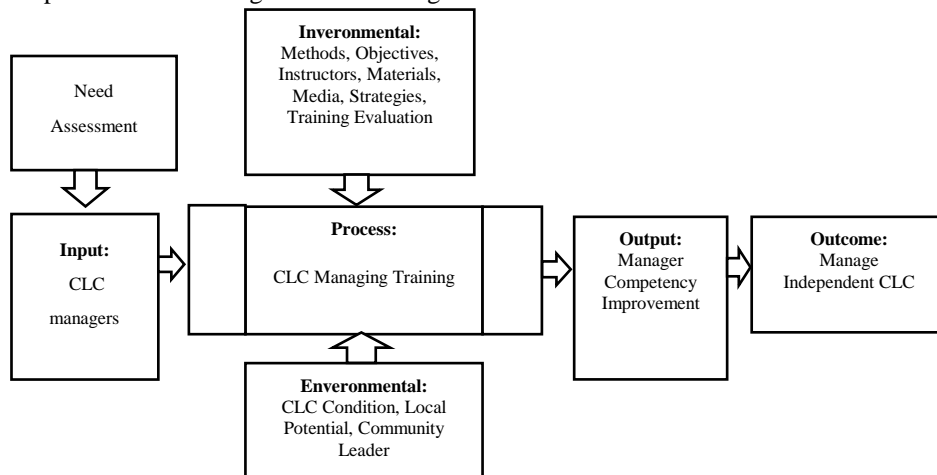 Inveronmental:
Methods, Objectives,
Instructors, Materials,
Media, Strategies,
Training Evaluation
Need
Assessment
Input:
CLC
managers
Process:
CLC Managing Training
Output:
Manager
Competency
Improvement
Outcome:
Manage
Independent CLC
Enveronmental:
CLC Condition, Local
Potential, Community
Leader